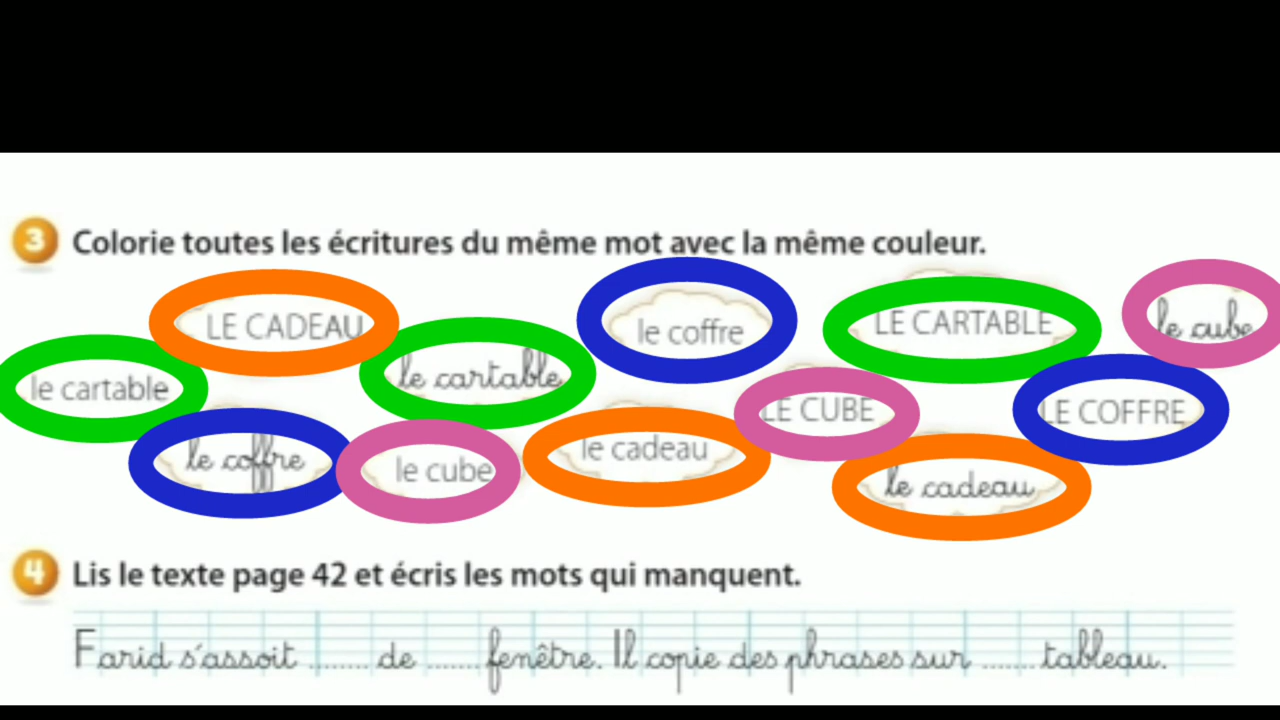 3 Colorie toutes les écritures du même mot avec la même couleur.
LE CADEAU le coffre LE CARTABLE le cube
le cartable le cartable LE CUBE LE COFFRE
le coffre le cube le cadeau le cadeau
4 Lis le texte page 42 et écris les mots qui manquent.
Farid s'assoit ........ de ....... fenêtre. Il copie des phrases sur ....... tableau.